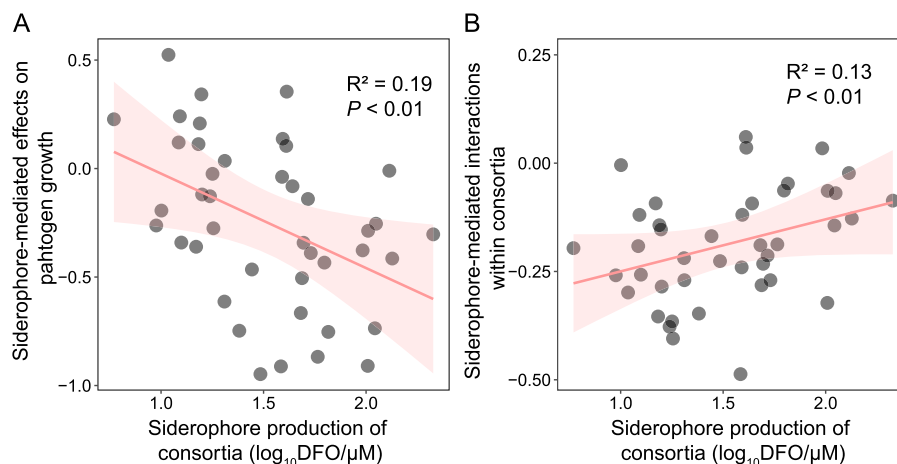 A
Siderophore-mediated effects on
pahtogen growth
0.5
0.0
−0.5
−1.0
R² = 0.19
P < 0.01
1.0
1.5
2.0
Siderophore production of
consortia (log₁₀DFO/μM)
B
Siderophore-mediated interactions
within consortia
0.25
0.00
−0.25
−0.50
R² = 0.13
P < 0.01
1.0
1.5
2.0
Siderophore production of
consortia (log₁₀DFO/μM)